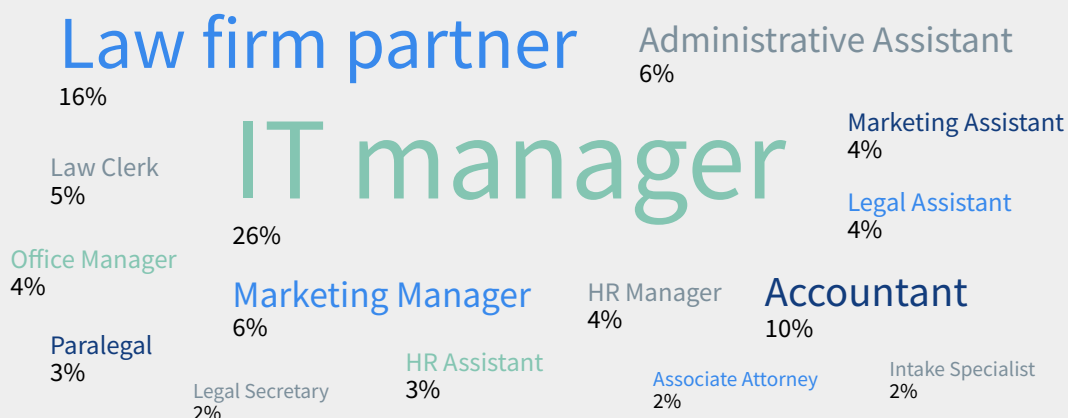 Law firm partner
16%
Administrative Assistant
6%
IT manager
26%
Marketing Assistant
4%
Law Clerk
5%
Legal Assistant
4%
Office Manager
4%
Marketing Manager
6%
HR Manager
4%
Accountant
10%
Paralegal
3%
HR Assistant
3%
Legal Secretary
2%
Associate Attorney
2%
Intake Specialist
2%